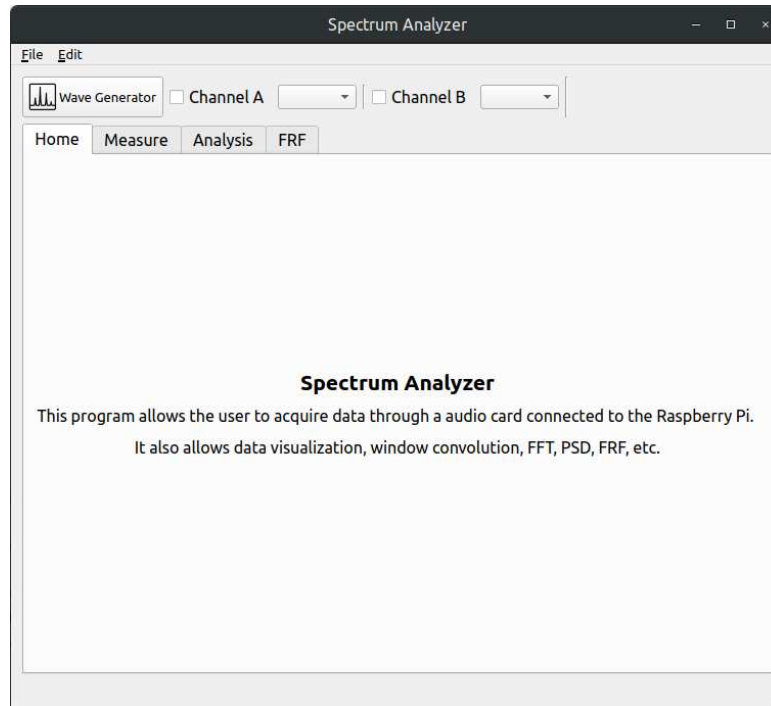 Spectrum Analyzer
File Edit
Wave Generator Channel A Channel B
Home Measure Analysis FRF
Spectrum Analyzer
This program allows the user to acquire data through a audio card connected to the Raspberry Pi.
It also allows data visualization, window convolution, FFT, PSD, FRF, etc.